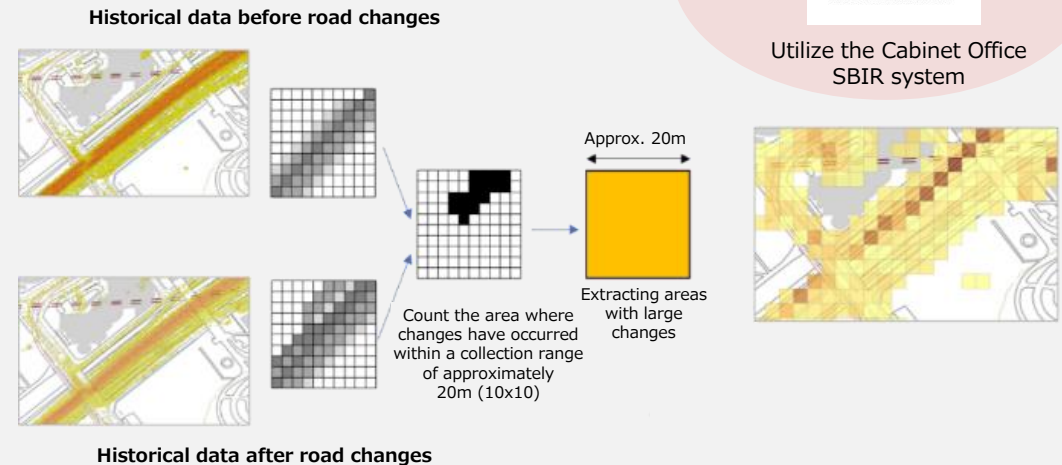 Historical data before road changes
Utilize the Cabinet Office
SBIR system
Approx. 20m
Count the area where
changes have occurred
within a collection range
of approximately
20m (10x10)
Extracting areas
with large
changes
Historical data after road changes